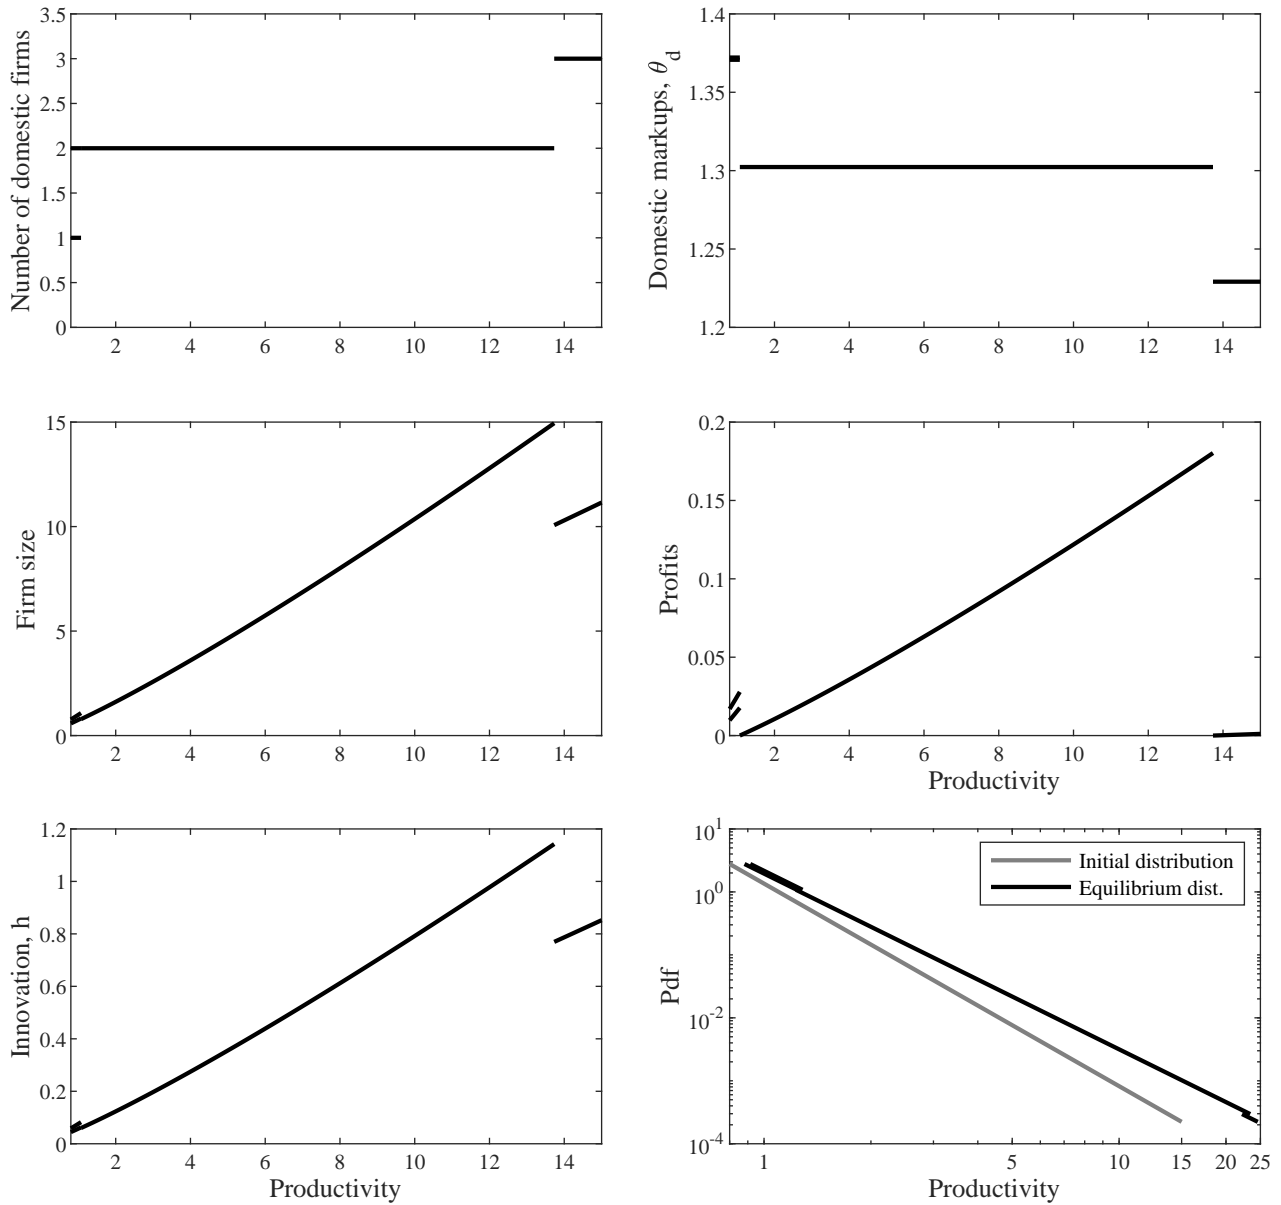 Number of domestic firms
3.5
3
2.5
2
1.5
1
0.5
0
2 4 6 8 10 12 14
Domestic markups, θ_d
1.4
1.35
1.3
1.25
1.2
2 4 6 8 10 12 14
Firm size
15
10
5
0
2 4 6 8 10 12 14
Profits
0.2
0.15
0.1
0.05
0
2 4 6 8 10 12 14
Productivity
Innovation, h
1.2
1
0.8
0.6
0.4
0.2
0
2 4 6 8 10 12 14
Productivity
Pdf
10^1
10^0
10^-2
10^-4
Initial distribution
Equilibrium dist.
1 5 10 15 20 25
Productivity